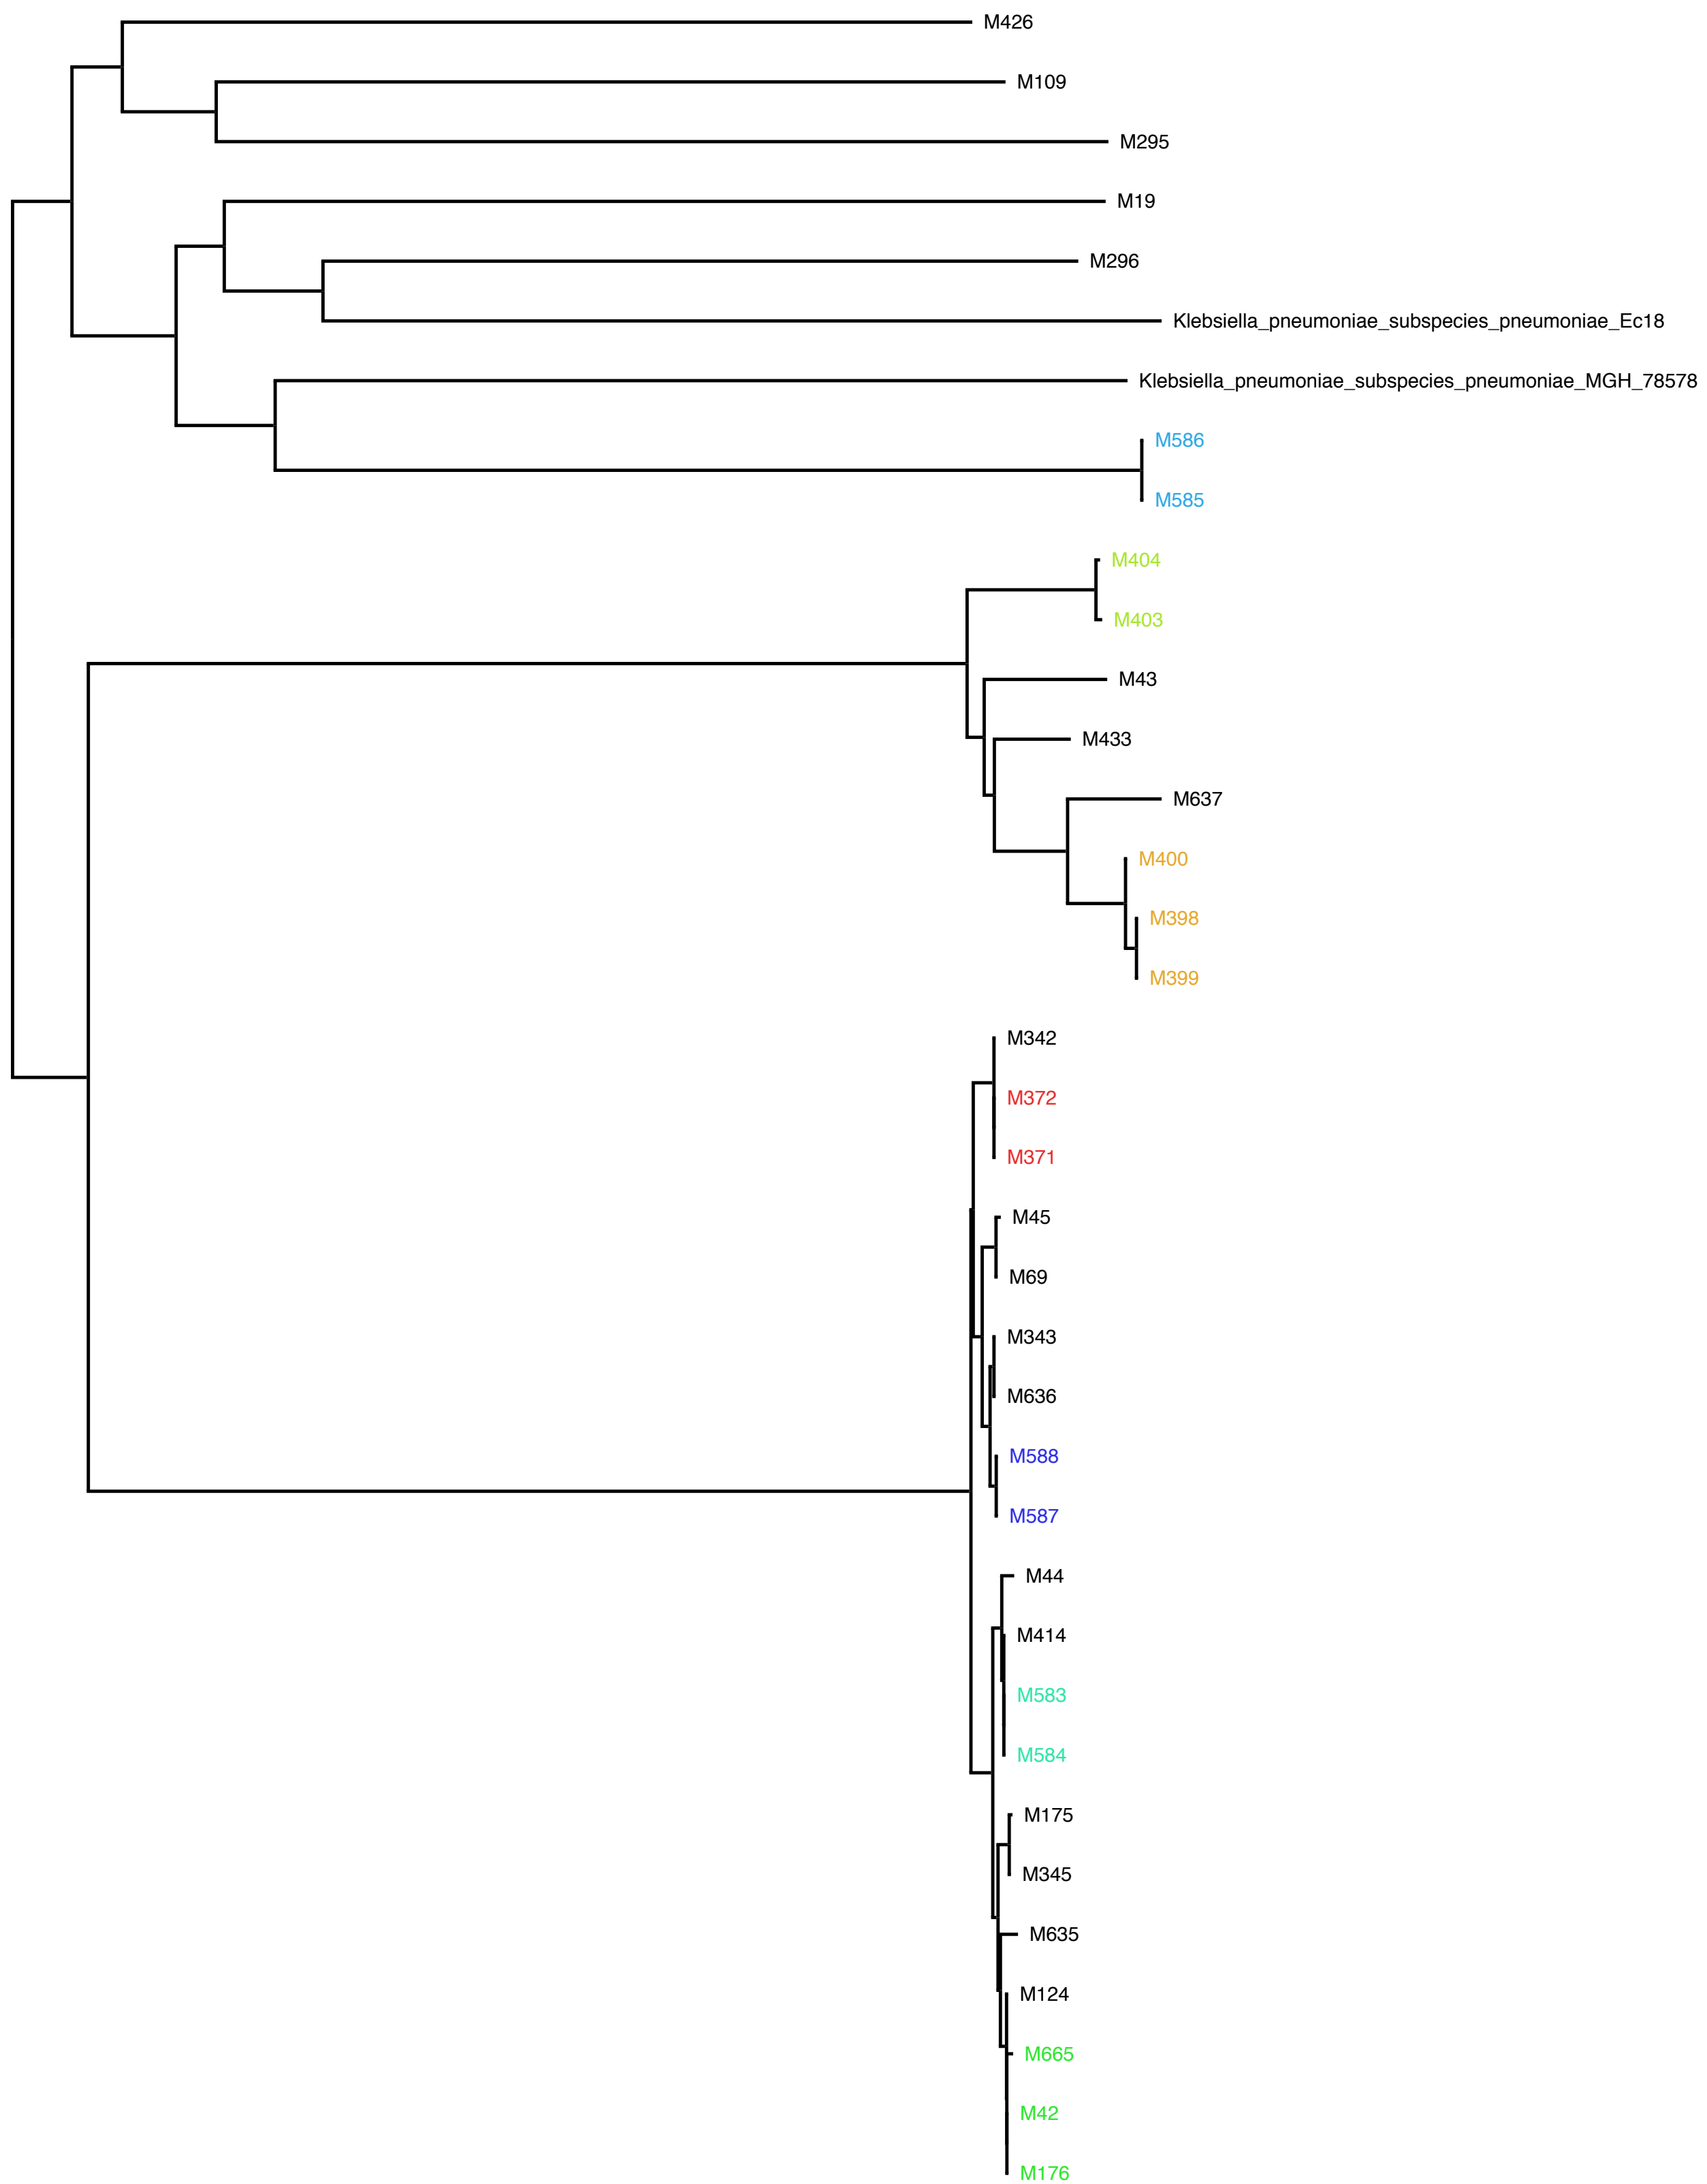 M426
M109
M295
M19
M296
Klebsiella_pneumoniae_subspecies_pneumoniae_Ec18
Klebsiella_pneumoniae_subspecies_pneumoniae_MGH_78578
M586
M585
M404
M403
M43
M433
M637
M400
M398
M399
M342
M372
M371
M45
M69
M343
M636
M588
M587
M44
M414
M583
M584
M175
M345
M635
M124
M665
M42
M176